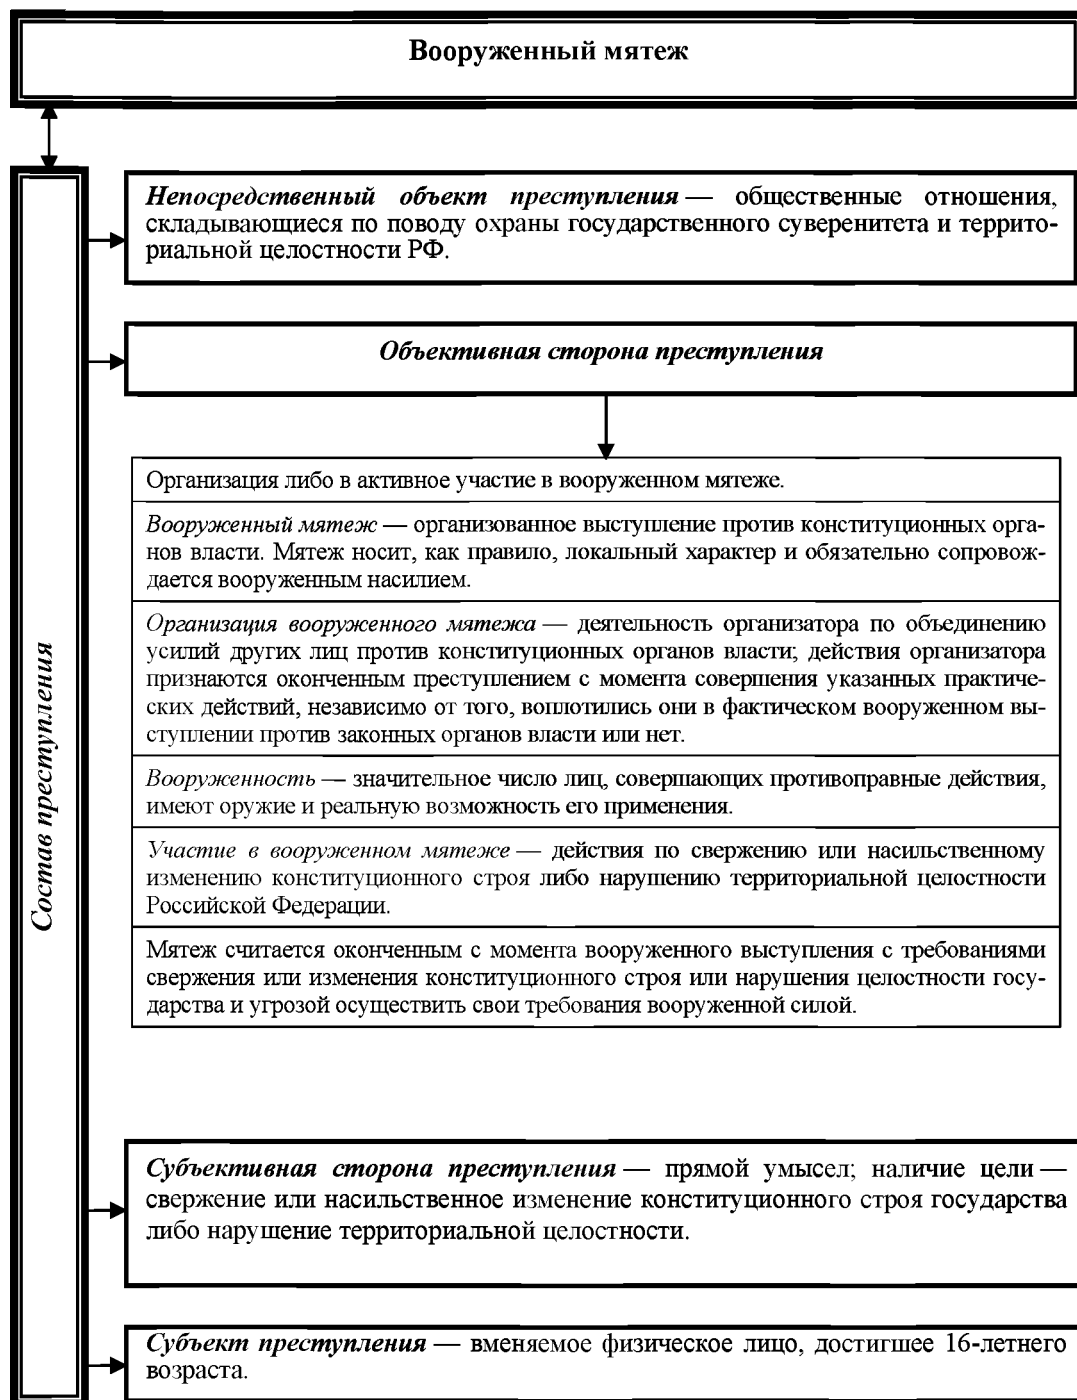 Вооруженный мятеж
Состав преступления
Непосредственный объект преступления — общественные отношения,
складывающиеся по поводу охраны государственного суверенитета и террито-
риальной целостности РФ.
Объективная сторона преступления
Организация либо в активное участие в вооруженном мятеже.
Вооруженный мятеж — организованное выступление против конституционных орга-
нов власти. Мятеж носит, как правило, локальный характер и обязательно сопровож-
дается вооруженным насилием.
Организация вооруженного мятежа — деятельность организатора по объединению
усилий других лиц против конституционных органов власти; действия организатора
признаются оконченным преступлением с момента совершения указанных практиче-
ских действий, независимо от того, воплотились они в фактическом вооруженном вы-
ступлении против законных органов власти или нет.
Вооруженность — значительное число лиц, совершающих противоправные действия,
имеют оружие и реальную возможность его применения.
Участие в вооруженном мятеже — действия по свержению или насильственному
изменению конституционного строя либо нарушению территориальной целостности
Российской Федерации.
Мятеж считается оконченным с момента вооруженного выступления с требованиями
свержения или изменения конституционного строя или нарушения целостности госу-
дарства и угрозой осуществить свои требования вооруженной силой.
Субъективная сторона преступления — прямой умысел; наличие цели —
свержение или насильственное изменение конституционного строя государства
либо нарушение территориальной целостности.
Субъект преступления — вменяемое физическое лицо, достигшее 16-летнего
возраста.